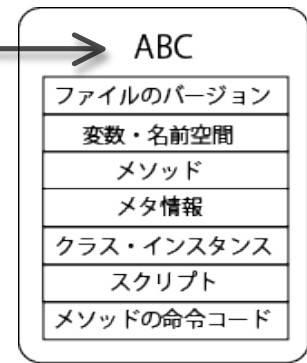 ABC
ファイルのバージョン
変数・名前空間
メソッド
メタ情報
クラス・インスタンス
スクリプト
メソッドの命令コード